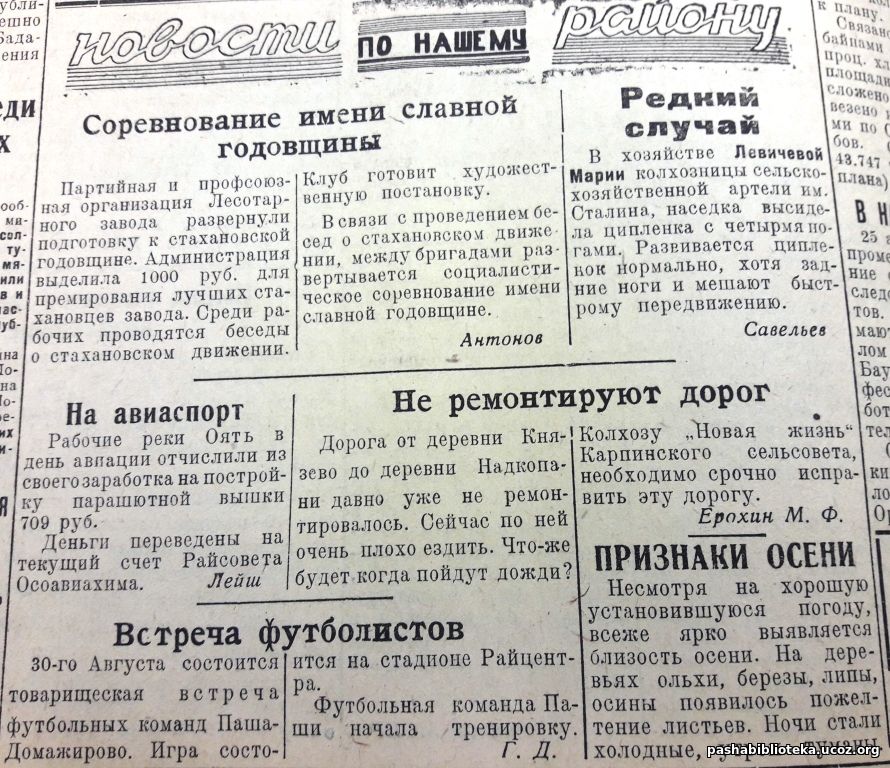 новости ПО НАШЕМУ району
Соревнование имени славной
годовщины
Партийная и профсоюз-
ная организация Лесотар-
ного завода развернули
подготовку к стахановской
годовщине. Администрация
выделила 1000 руб. для
премирования лучших ста-
хановцев завода. Среди ра-
бочих проводятся беседы
о стахановском движении.
Клуб готовит художест-
венную постановку.
В связи с проведением бе-
сед о стахановском движе-
нии, между бригадами раз-
вертывается социалисти-
ческое соревнование имени
славной годовщине.
Антонов
Редкий
случай
В хозяйстве Левичевой
Марии колхозницы сельско-
хозяйственной артели им.
Сталина, наседка высиде-
ла ципленка с четырмя но-
гами. Развивается ципле-
нок нормально, хотя зад-
ние ноги и мешают быст-
рому передвижению.
Савельев
На авиаспорт
Рабочие реки Оять в
день авиации отчислили из
своего заработка на построй-
ку парашютной вышки
709 руб.
Деньги переведены на
текущий счет Райсовета
Осоавиахима. Лейш
Не ремонтируют дорог
Дорога от деревни Кня-
зево до деревни Надкопа-
ни давно уже не ремон-
тировалось. Сейчас по ней
очень плохо ездить. Что-же
будет когда пойдут дожди?
Колхозу „Новая жизнь“
Карпинского сельсовета,
необходимо срочно испра-
вить эту дорогу.
Ерохин М. Ф.
Встреча футболистов
30-го Августа состоится
товарищеская встреча
футбольных команд Паша-
Домажирово. Игра состо-
ится на стадионе Райцент-
ра.
Футбольная команда Па-
ши начала тренировку.
Г. Д.
ПРИЗНАКИ ОСЕНИ
Несмотря на хорошую
установившуюся погоду,
всеже ярко выявляется
близость осени. На дере-
вьях ольхи, березы, липы,
осины появилось пожел-
тение листьев. Ночи стали
холодные,
pashabiblioteka.ucoz.org